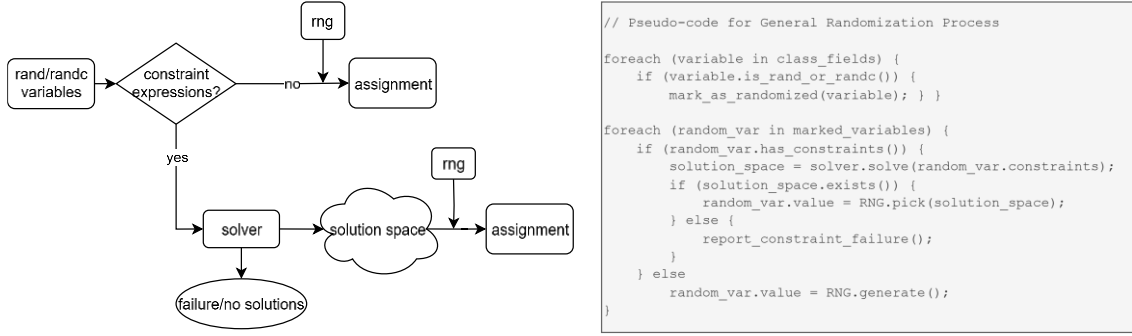 rng
rand/randc
variables
constraint
expressions?
no
assignment
yes
rng
solver
solution space
assignment
failure/no solutions
// Pseudo-code for General Randomization Process
foreach (variable in class_fields) {
if (variable.is_rand_or_randc()) {
mark_as_randomized(variable); } }
foreach (random_var in marked_variables) {
if (random_var.has_constraints()) {
solution_space = solver.solve(random_var.constraints);
if (solution_space.exists()) {
random_var.value = RNG.pick(solution_space);
} else {
report_constraint_failure();
}
} else
random_var.value = RNG.generate();
}